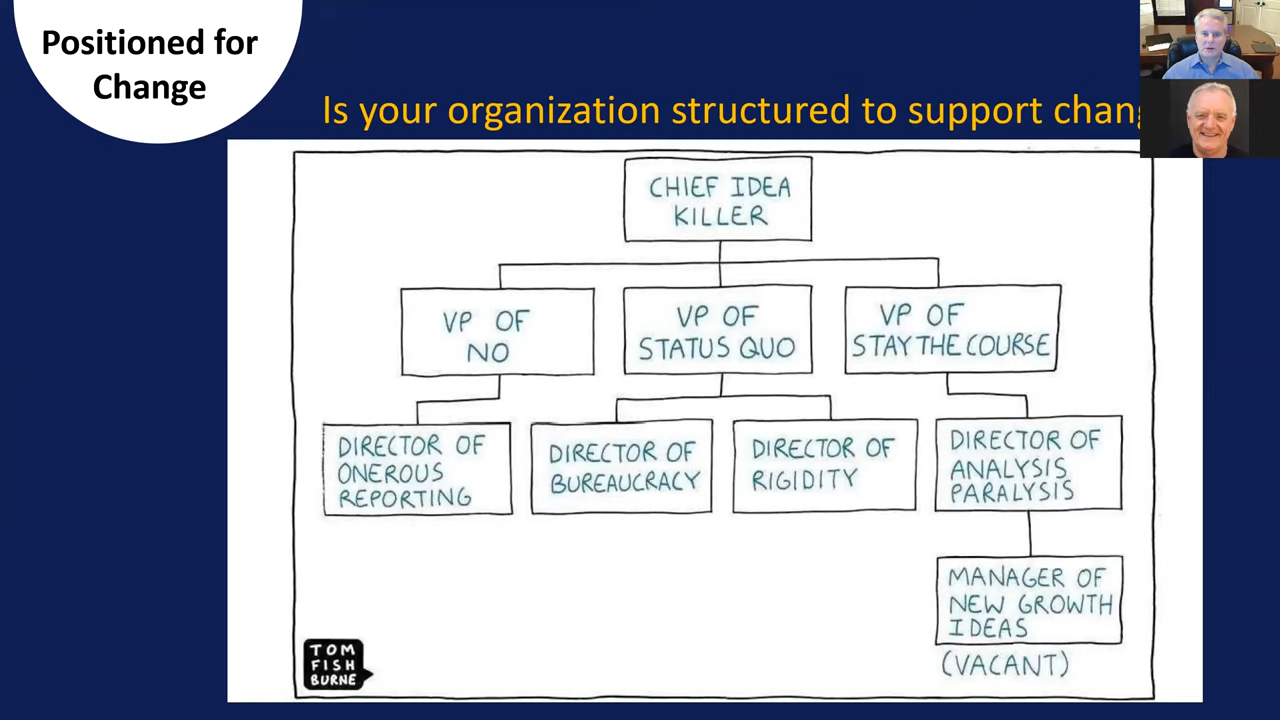 Positioned for
Change
Is your organization structured to support
CHIEF IDEA
KILLER
VP OF
NO
VP OF
STATUS QUO
VP OF
STAY THE COURSE
DIRECTOR OF
ONEROUS
REPORTING
DIRECTOR OF
BUREAUCRACY
DIRECTOR OF
RIGIDITY
DIRECTOR OF
ANALYSIS
PARALYSIS
MANAGER OF
NEW GROWTH
IDEAS
(VACANT)
TOM
FISH
BURNE